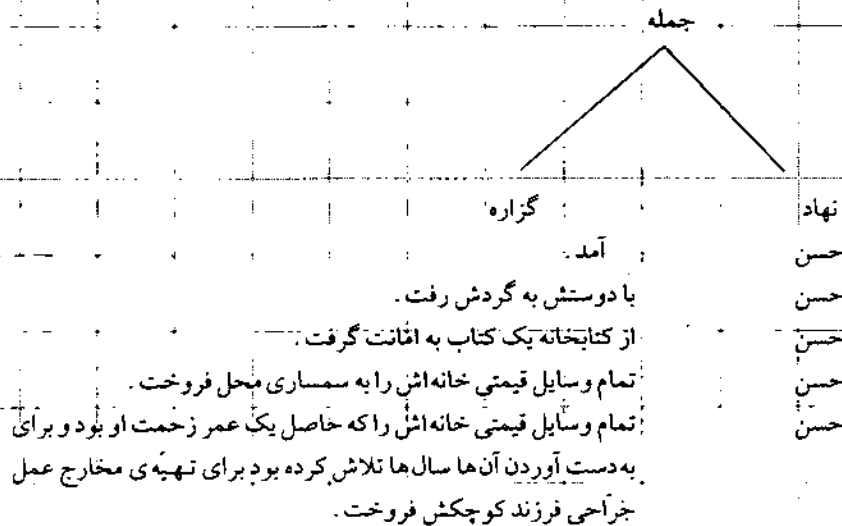 جمله
نهاد گزاره
حسن آمد.
حسن با دوستش به گردش رفت.
حسن از کتابخانه یک کتاب به امانت گرفت.
حسن تمام وسایل قیمتی خانه‌اش را به سمساری محل فروخت.
حسن تمام وسایل قیمتی خانه‌اش را که حاصل یک عمر زحمت او بود و برای
به‌دست آوردن آن‌ها سال‌ها تلاش کرده بود برای تهیّه‌ی مخارج عمل
جرّاحی فرزند کوچکش فروخت.